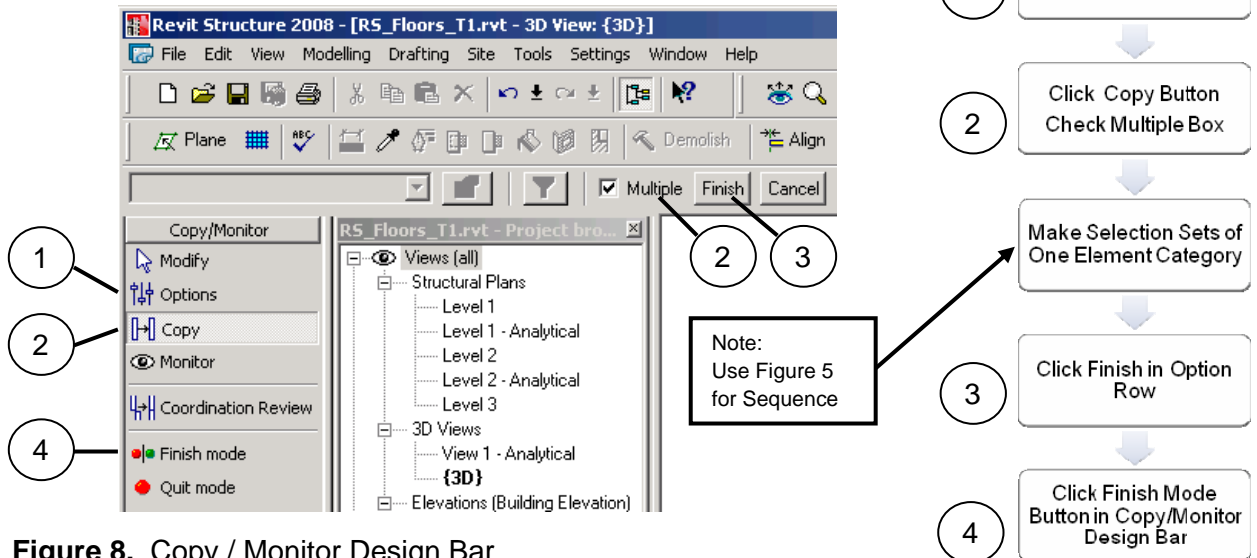 Revit Structure 2008 - [RS_Floors_T1.rvt - 3D View: {3D}]
File Edit View Modelling Drafting Site Tools Settings Window Help
Plane ABC Demolish Align
Multiple Finish Cancel
Copy/Monitor
Modify
Options
Copy
Monitor
Coordination Review
Finish mode
Quit mode
1
2
4
RS_Floors_T1.rvt - Project bro...
Views (all)
Structural Plans
Level 1
Level 1 - Analytical
Level 2
Level 2 - Analytical
Level 3
3D Views
View 1 - Analytical
{3D}
Elevations (Building Elevation)
2 3
Note:
Use Figure 5
for Sequence
2
Click Copy Button
Check Multiple Box
Make Selection Sets of
One Element Category
3
Click Finish in Option
Row
4
Click Finish Mode
Button in Copy/Monitor
Design Bar
Figure 8. Copy / Monitor Design Bar